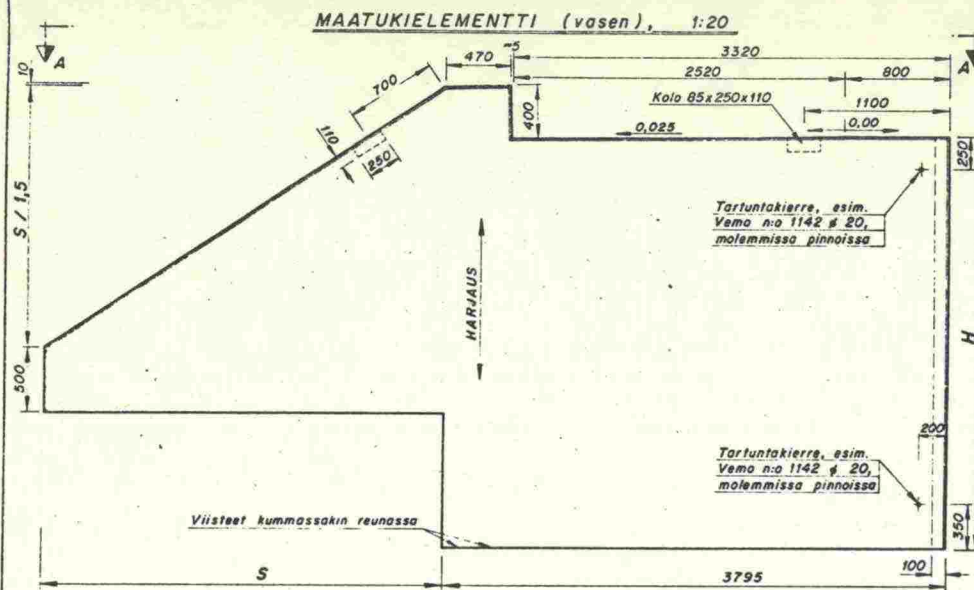 MAATUKIELEMENTTI (vasen), 1:20
A
A
10
470
~5
3320
2520
800
700
400
Kolo 85x250x110
1100
0,025
0,00
250
110
250
Tartuntakierre, esim.
Vemo n:o 1142 ø 20,
molemmissa pinnoissa
S / 1,5
HARJAUS
H
500
200
Tartuntakierre, esim.
Vemo n:o 1142 ø 20,
molemmissa pinnoissa
Viisteet kummassakin reunassa
350
S
3795
100